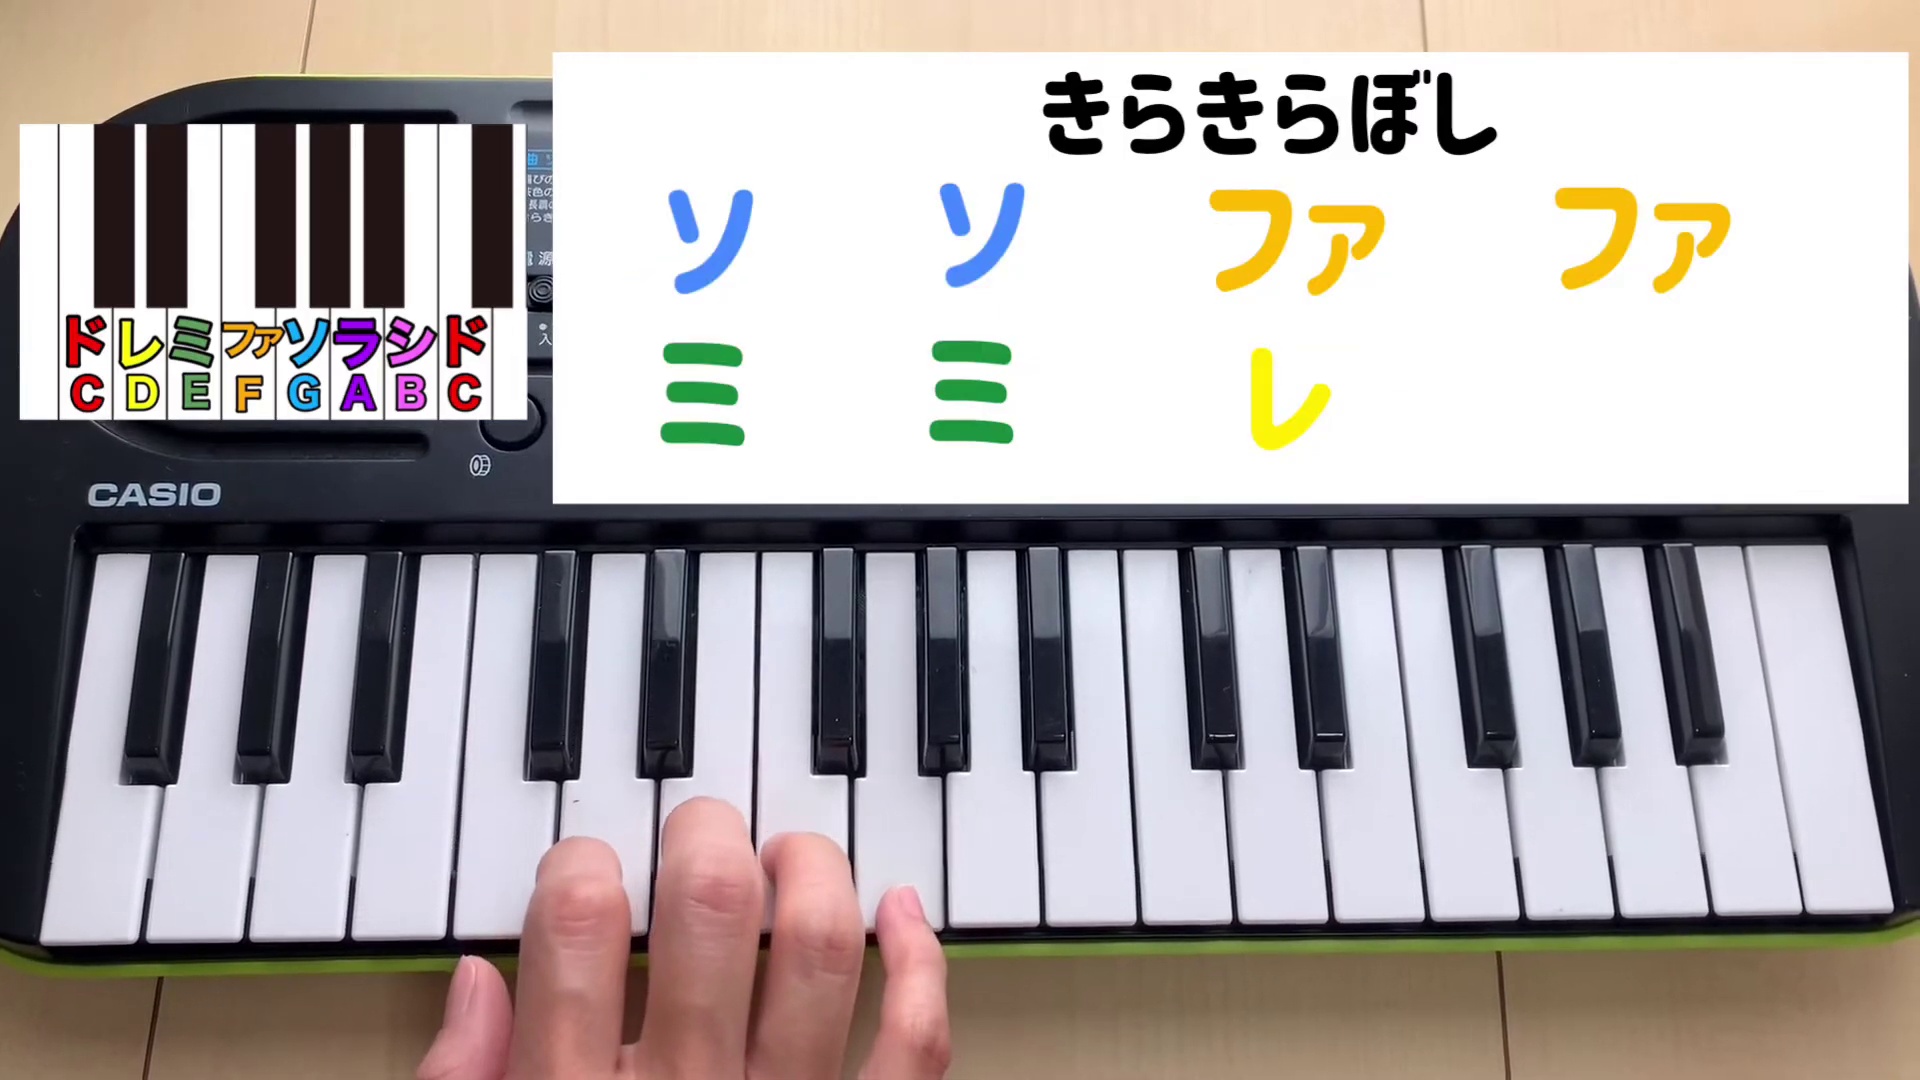 きらきらぼし
ソ ソ ファ ファ
ミ ミ レ
ド レ ミ ファ ソ ラ シ ド
C D E F G A B C
CASIO